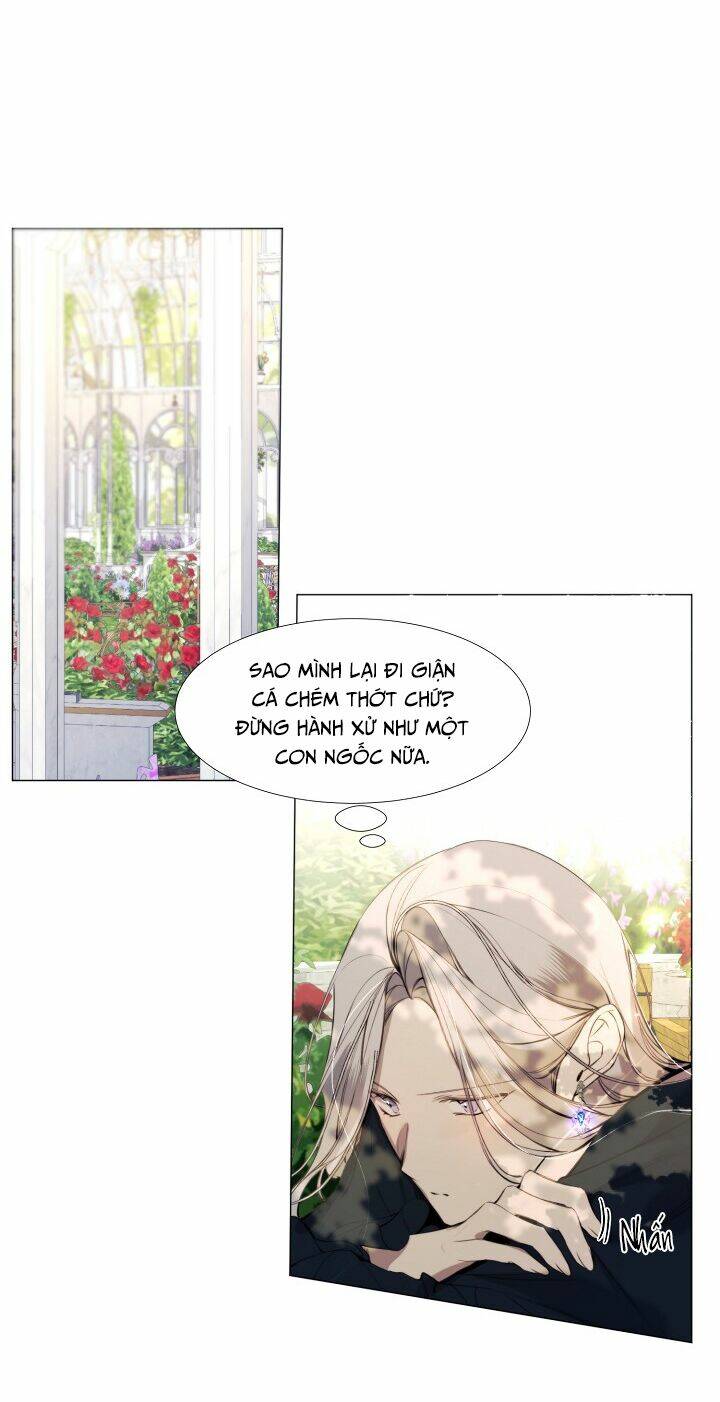 SAO MÌNH LẠI ĐI GIẬN
CÁ CHÉM THỚT CHỨ?
ĐỪNG HÀNH XỬ NHƯ MỘT
CON NGỐC NỮA.
Nhấn